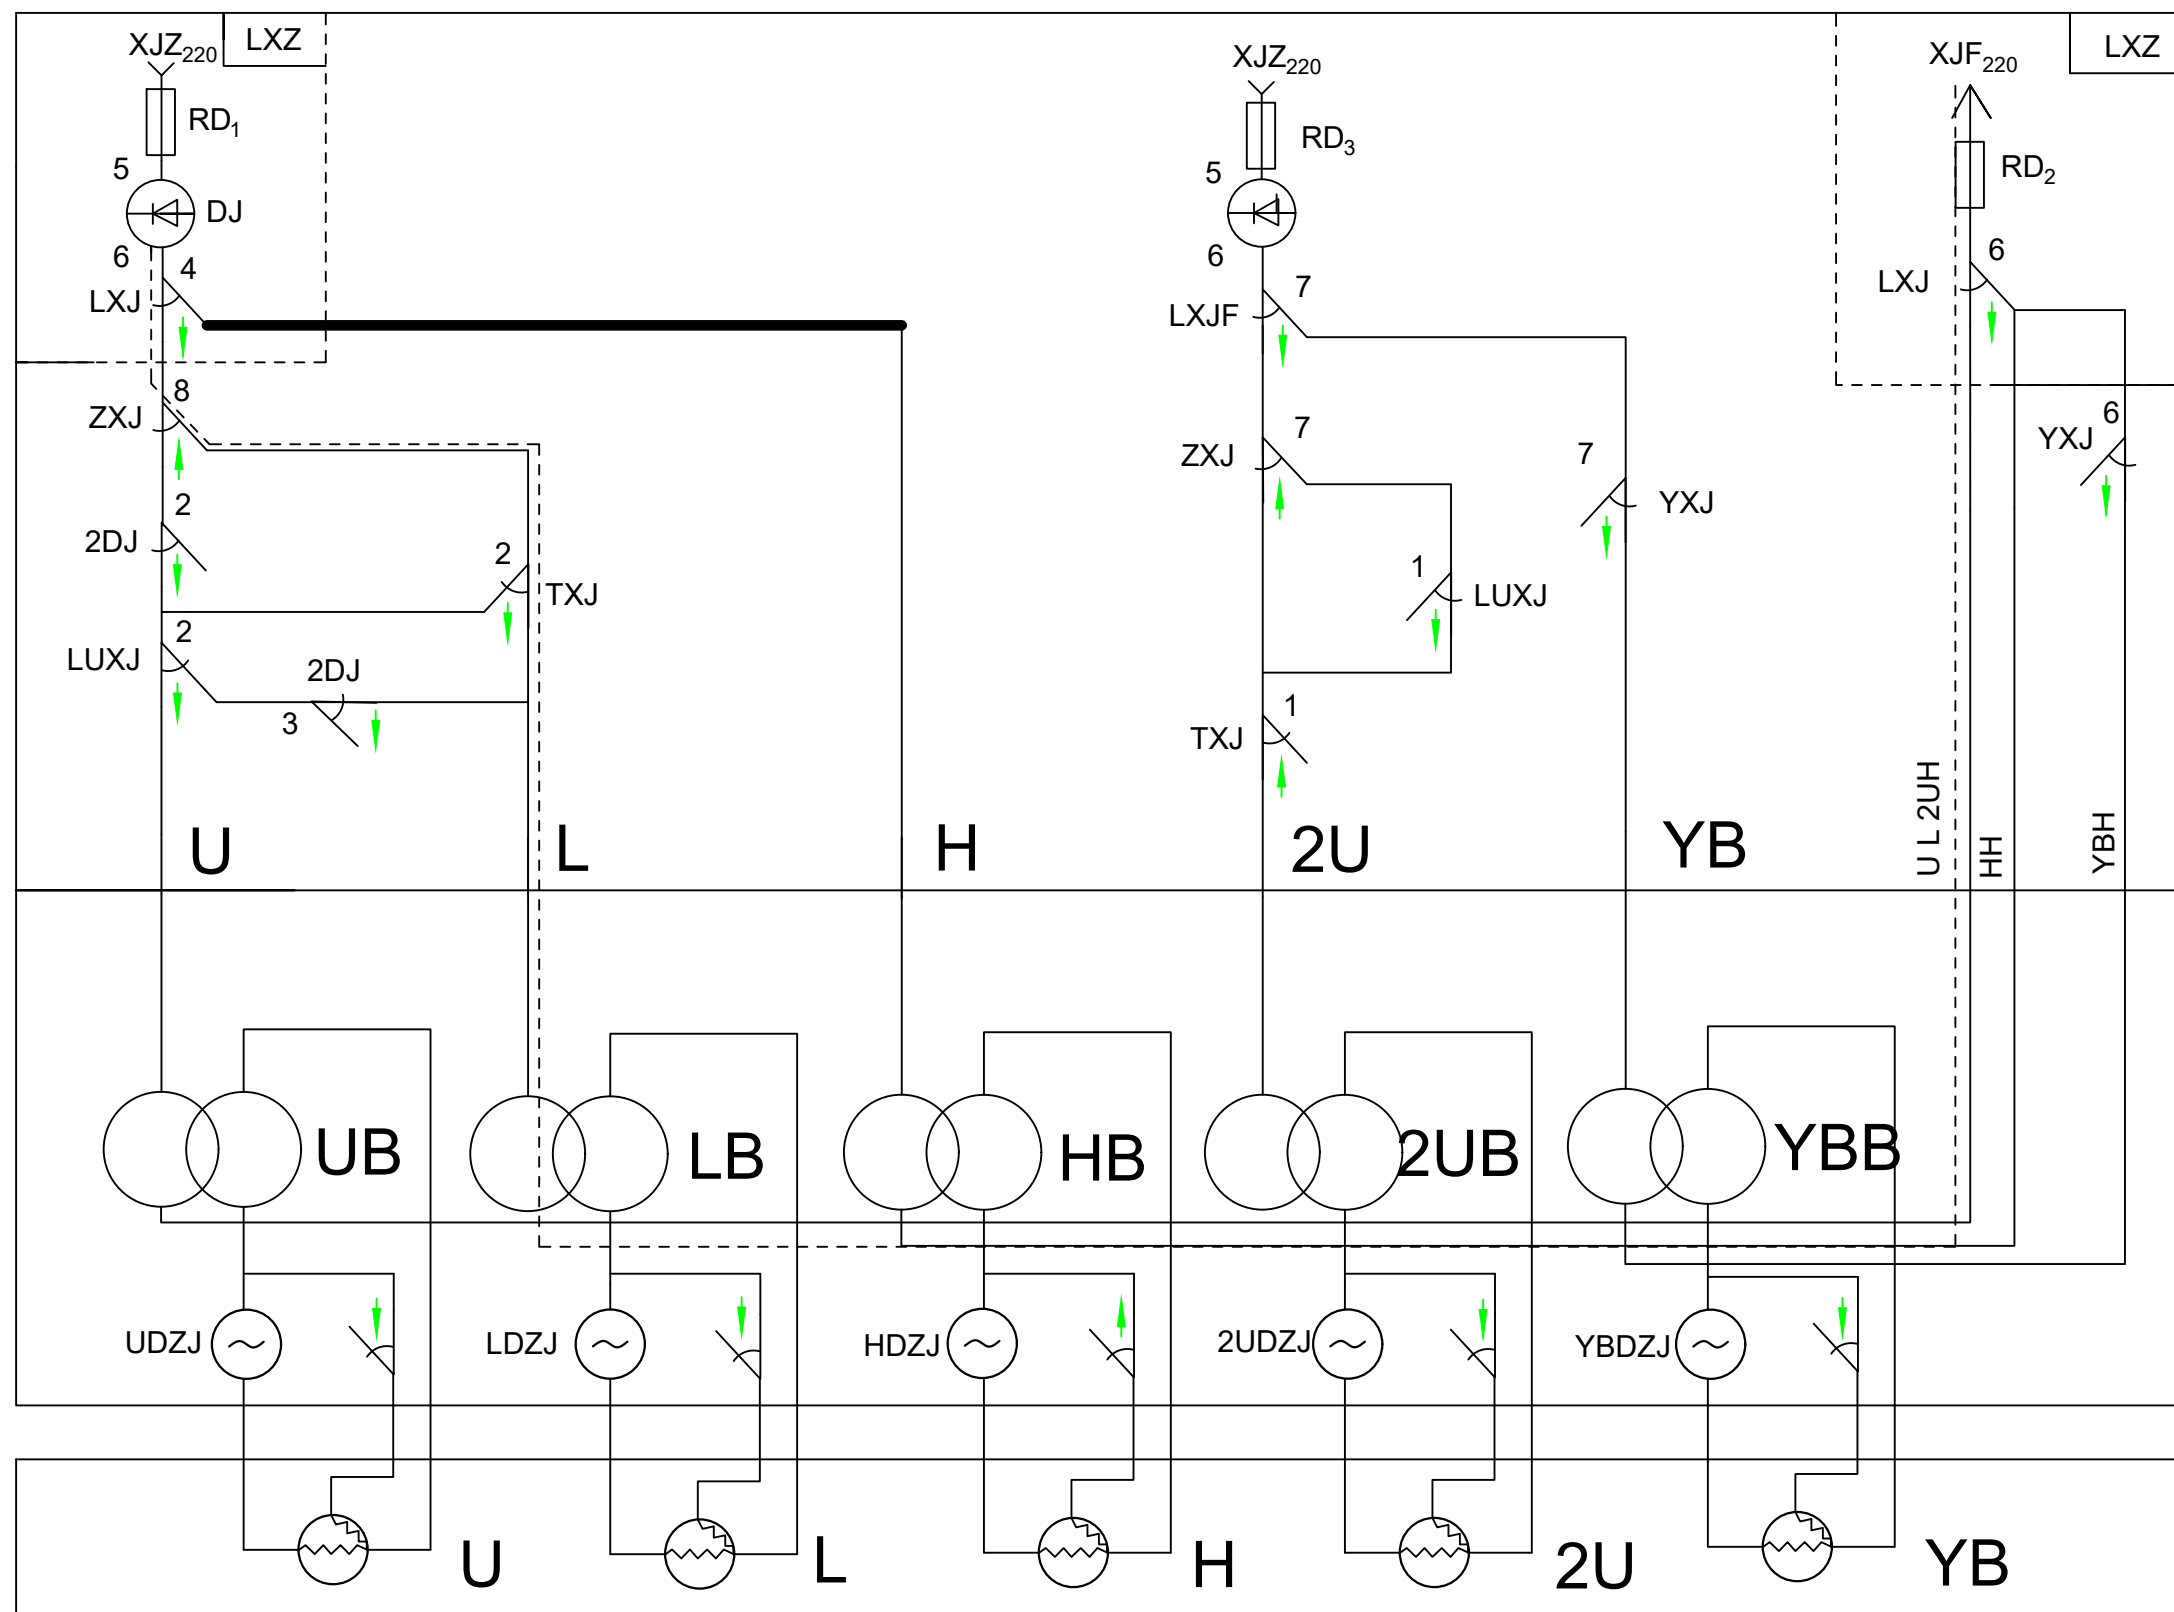 XJZ220
LXZ
XJZ220
XJF220
LXZ
RD1
RD3
RD2
5
5
DJ
6
4
6
6
LXJ
7
LXJF
LXJ
8
ZXJ
7
ZXJ
7
YXJ
6
YXJ
2
2DJ
2
TXJ
1
LUXJ
2
LUXJ
2DJ
3
1
TXJ
U
L
H
2U
YB
U L 2UH
HH
YBH
UB
LB
HB
2UB
YBB
UDZJ
LDZJ
HDZJ
2UDZJ
YBDZJ
U
L
H
2U
YB